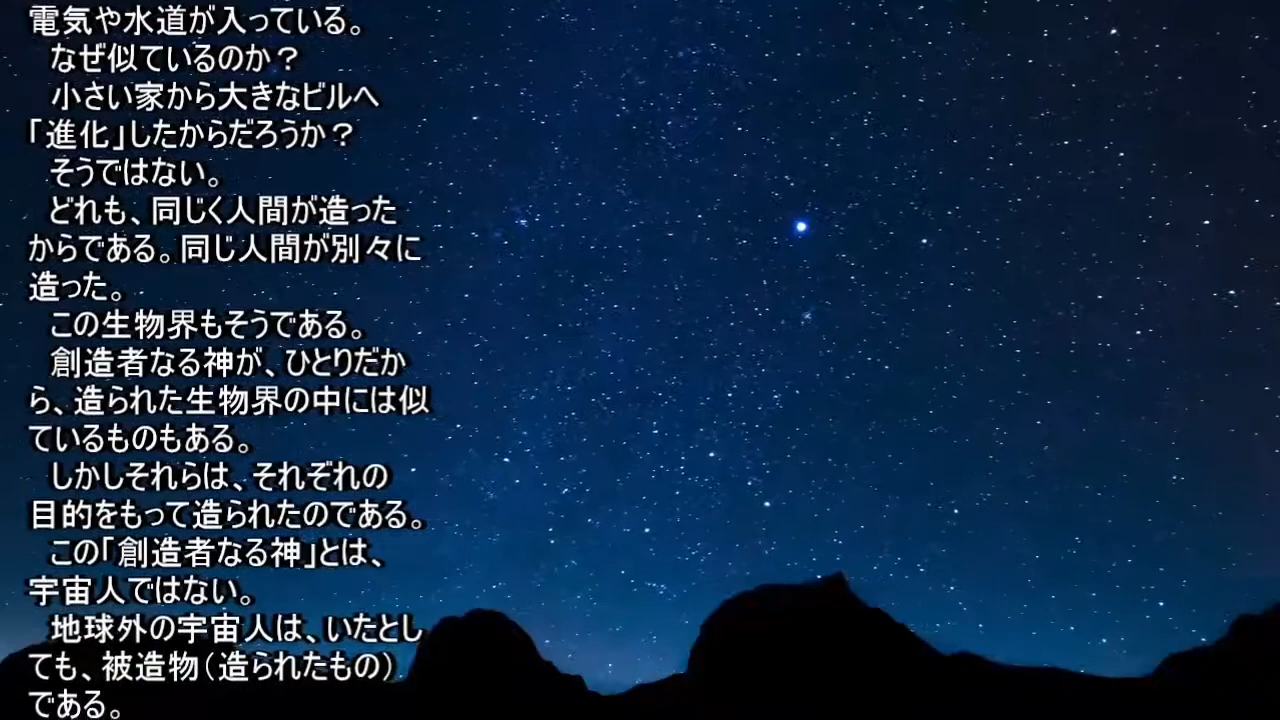 電気や水道が入っている。
なぜ似ているのか？
小さい家から大きなビルへ
「進化」したからだろうか？
そうではない。
どれも、同じく人間が造った
からである。同じ人間が別々に
造った。
この生物界もそうである。
創造者なる神が、ひとりだか
ら、造られた生物界の中には似
ているものもある。
しかしそれらは、それぞれの
目的をもって造られたのである。
この「創造者なる神」とは、
宇宙人ではない。
地球外の宇宙人は、いたとし
ても、被造物（造られたもの）
である。